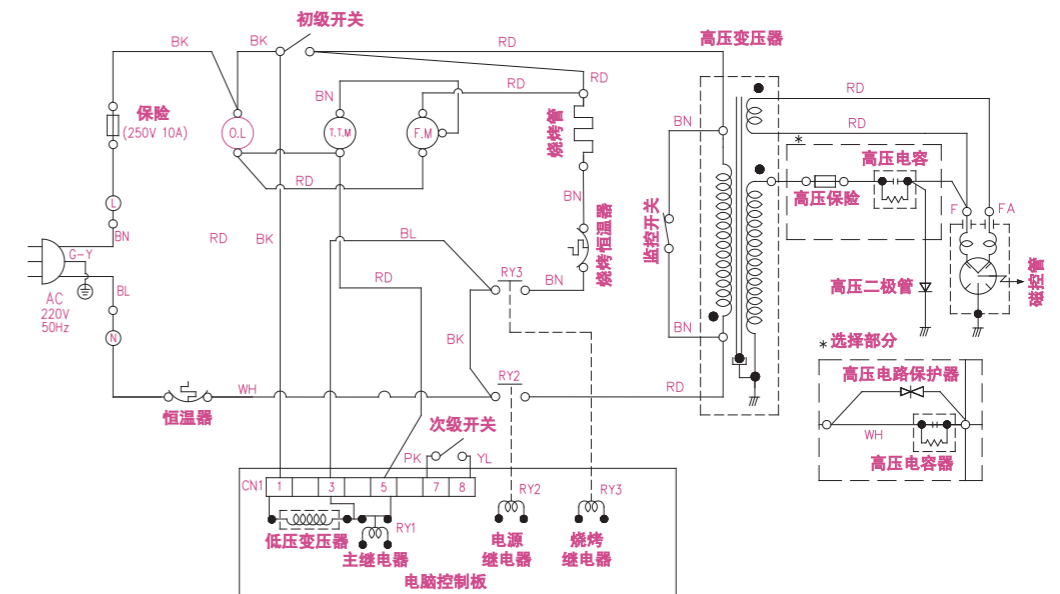 初级开关
BK
BK
RD
高压变压器
保险
(250V 10A)
O.L
BN
T.T.M
F.M
RD
RD
烧烤管
RD
BN
RD
RD
*
高压电容
高压保险
L
BN
G-Y
RD
BK
BL
RD
BN
烧烤恒温器
监控开关
F
FA
AC
220V
50Hz
BL
N
RY3
BN
高压二极管
磁控管
BK
BN
*选择部分
WH
恒温器
RY2
RD
高压电路保护器
WH
高压电容器
次级开关
PK
YL
CN1
1
3
5
7
8
RY1
RY2
RY3
低压变压器
主继电器
电源
继电器
烧烤
继电器
电脑控制板